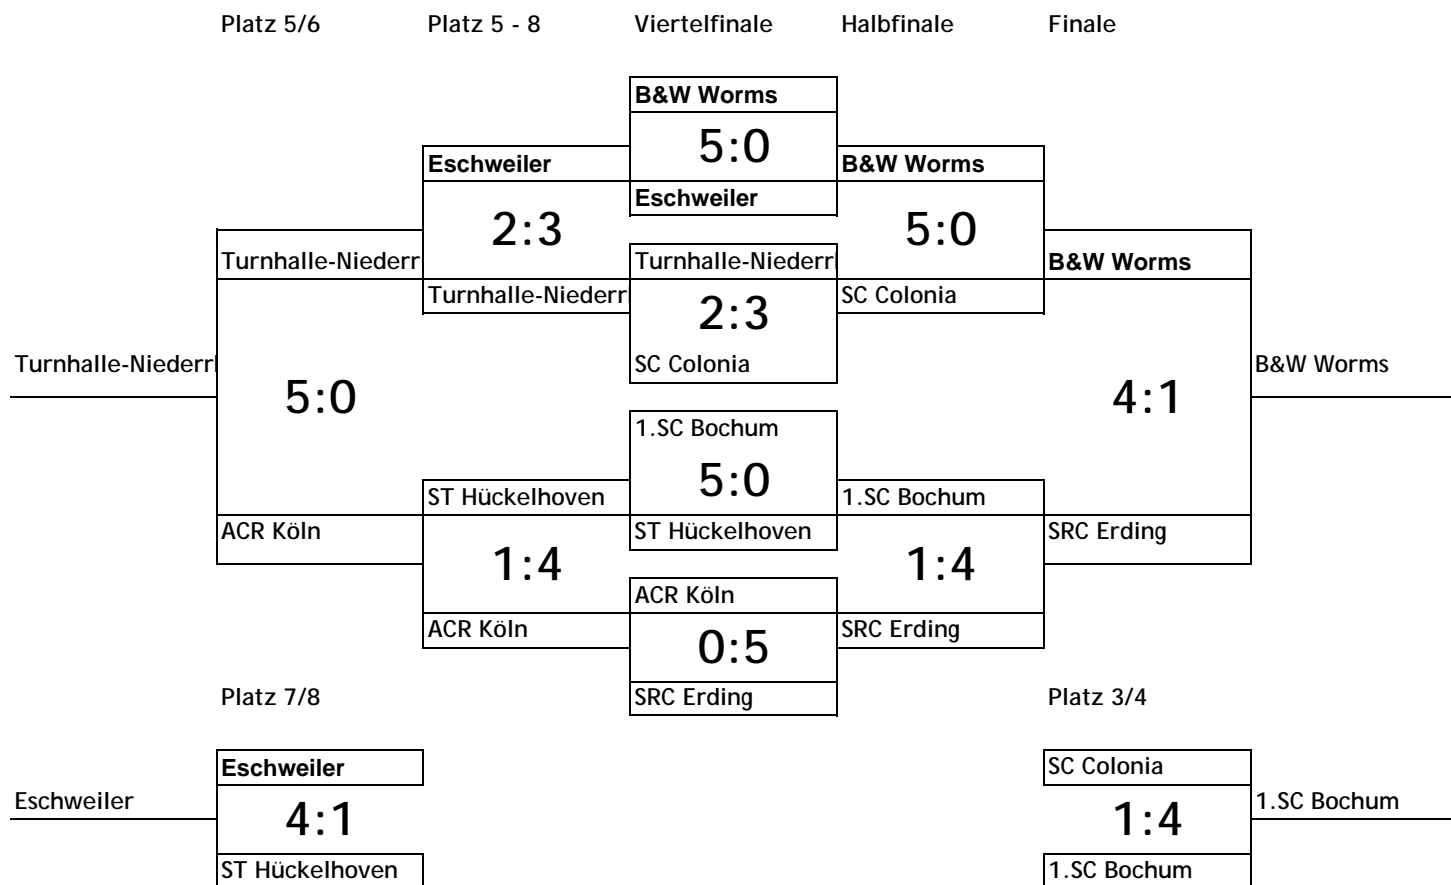 Platz 5/6 Platz 5 - 8 Viertelfinale Halbfinale Finale
B&W Worms
5:0
Eschweiler B&W Worms
Eschweiler
2:3 5:0
Turnhalle-Niederr Turnhalle-Niederr B&W Worms
Turnhalle-Niederr SC Colonia
2:3
Turnhalle-Niederr SC Colonia B&W Worms
5:0 4:1
1.SC Bochum
5:0
ST Hückelhoven 1.SC Bochum
ACR Köln ST Hückelhoven SRC Erding
1:4 1:4
ACR Köln
ACR Köln SRC Erding
0:5
Platz 7/8 SRC Erding Platz 3/4
Eschweiler SC Colonia
Eschweiler 1.SC Bochum
4:1 1:4
ST Hückelhoven 1.SC Bochum